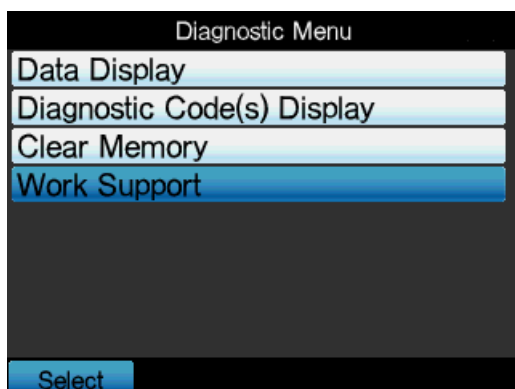 Diagnostic Menu
Data Display
Diagnostic Code(s) Display
Clear Memory
Work Support
Select